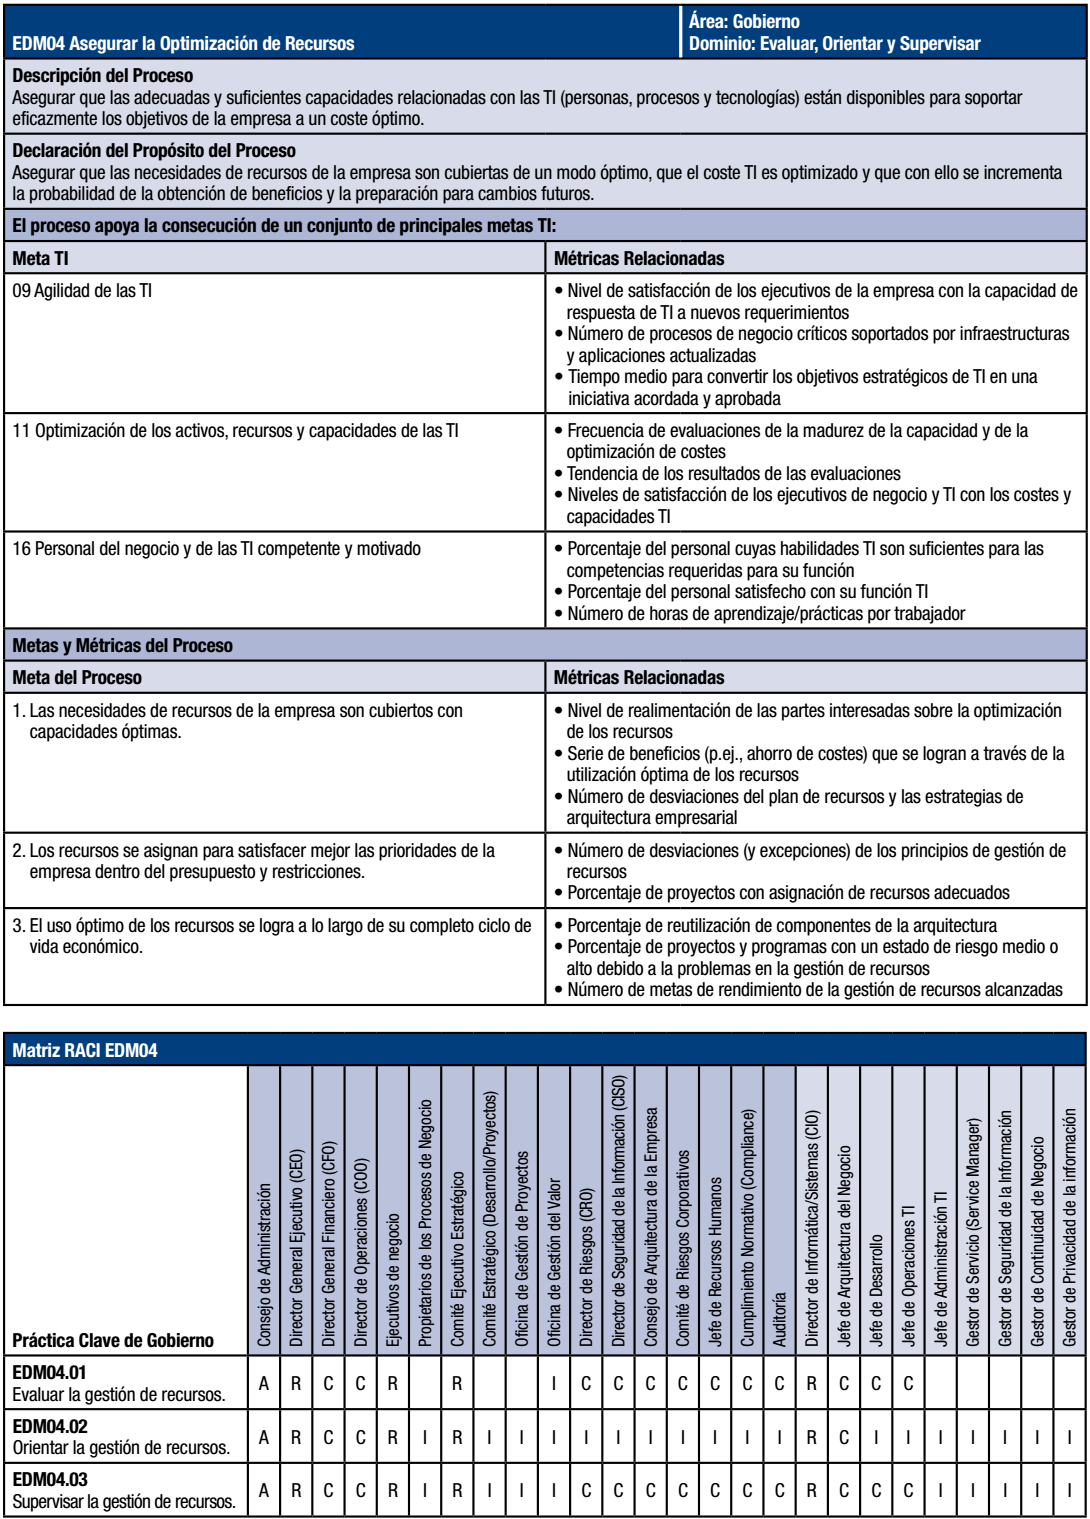 EDM04 Asegurar la Optimización de Recursos
Área: Gobierno
Dominio: Evaluar, Orientar y Supervisar
Descripción del Proceso
Asegurar que las adecuadas y suficientes capacidades relacionadas con las TI (personas, procesos y tecnologías) están disponibles para soportar
eficazmente los objetivos de la empresa a un coste óptimo.
Declaración del Propósito del Proceso
Asegurar que las necesidades de recursos de la empresa son cubiertas de un modo óptimo, que el coste TI es optimizado y que con ello se incrementa
la probabilidad de la obtención de beneficios y la preparación para cambios futuros.
El proceso apoya la consecución de un conjunto de principales metas TI:
Meta TI
Métricas Relacionadas
09 Agilidad de las TI
• Nivel de satisfacción de los ejecutivos de la empresa con la capacidad de
respuesta de TI a nuevos requerimientos
• Número de procesos de negocio críticos soportados por infraestructuras
y aplicaciones actualizadas
• Tiempo medio para convertir los objetivos estratégicos de TI en una
iniciativa acordada y aprobada
11 Optimización de los activos, recursos y capacidades de las TI
• Frecuencia de evaluaciones de la madurez de la capacidad y de la
optimización de costes
• Tendencia de los resultados de las evaluaciones
• Niveles de satisfacción de los ejecutivos de negocio y TI con los costes y
capacidades TI
16 Personal del negocio y de las TI competente y motivado
• Porcentaje del personal cuyas habilidades TI son suficientes para las
competencias requeridas para su función
• Porcentaje del personal satisfecho con su función TI
• Número de horas de aprendizaje/prácticas por trabajador
Metas y Métricas del Proceso
Meta del Proceso
Métricas Relacionadas
1. Las necesidades de recursos de la empresa son cubiertos con
capacidades óptimas.
• Nivel de realimentación de las partes interesadas sobre la optimización
de los recursos
• Serie de beneficios (p.ej., ahorro de costes) que se logran a través de la
utilización óptima de los recursos
• Número de desviaciones del plan de recursos y las estrategias de
arquitectura empresarial
2. Los recursos se asignan para satisfacer mejor las prioridades de la
empresa dentro del presupuesto y restricciones.
• Número de desviaciones (y excepciones) de los principios de gestión de
recursos
• Porcentaje de proyectos con asignación de recursos adecuados
3. El uso óptimo de los recursos se logra a lo largo de su completo ciclo de
vida económico.
• Porcentaje de reutilización de componentes de la arquitectura
• Porcentaje de proyectos y programas con un estado de riesgo medio o
alto debido a la problemas en la gestión de recursos
• Número de metas de rendimiento de la gestión de recursos alcanzadas
Matriz RACI EDM04
Práctica Clave de Gobierno
Consejo de Administración
Director General Ejecutivo (CEO)
Director General Financiero (CFO)
Director de Operaciones (COO)
Ejecutivos de negocio
Propietarios de los Procesos de Negocio
Comité Ejecutivo Estratégico
Comité Estratégico (Desarrollo/Proyectos)
Oficina de Gestión de Proyectos
Oficina de Gestión del Valor
Director de Riesgos (CRO)
Director de Seguridad de la Información (CISO)
Consejo de Arquitectura de la Empresa
Comité de Riesgos Corporativos
Jefe de Recursos Humanos
Cumplimiento Normativo (Compliance)
Auditoría
Director de Informática/Sistemas (CIO)
Jefe de Arquitectura del Negocio
Jefe de Desarrollo
Jefe de Operaciones TI
Jefe de Administración TI
Gestor de Servicio (Service Manager)
Gestor de Seguridad de la Información
Gestor de Continuidad de Negocio
Gestor de Privacidad de la información
EDM04.01
Evaluar la gestión de recursos.
A R C C R R I C C C C C C C R C C C
EDM04.02
Orientar la gestión de recursos.
A R C C R I R I I I I I I I I I I R C I I I I I I I
EDM04.03
Supervisar la gestión de recursos.
A R C C R I R I I I C C C C C C C R C C C I I I I I